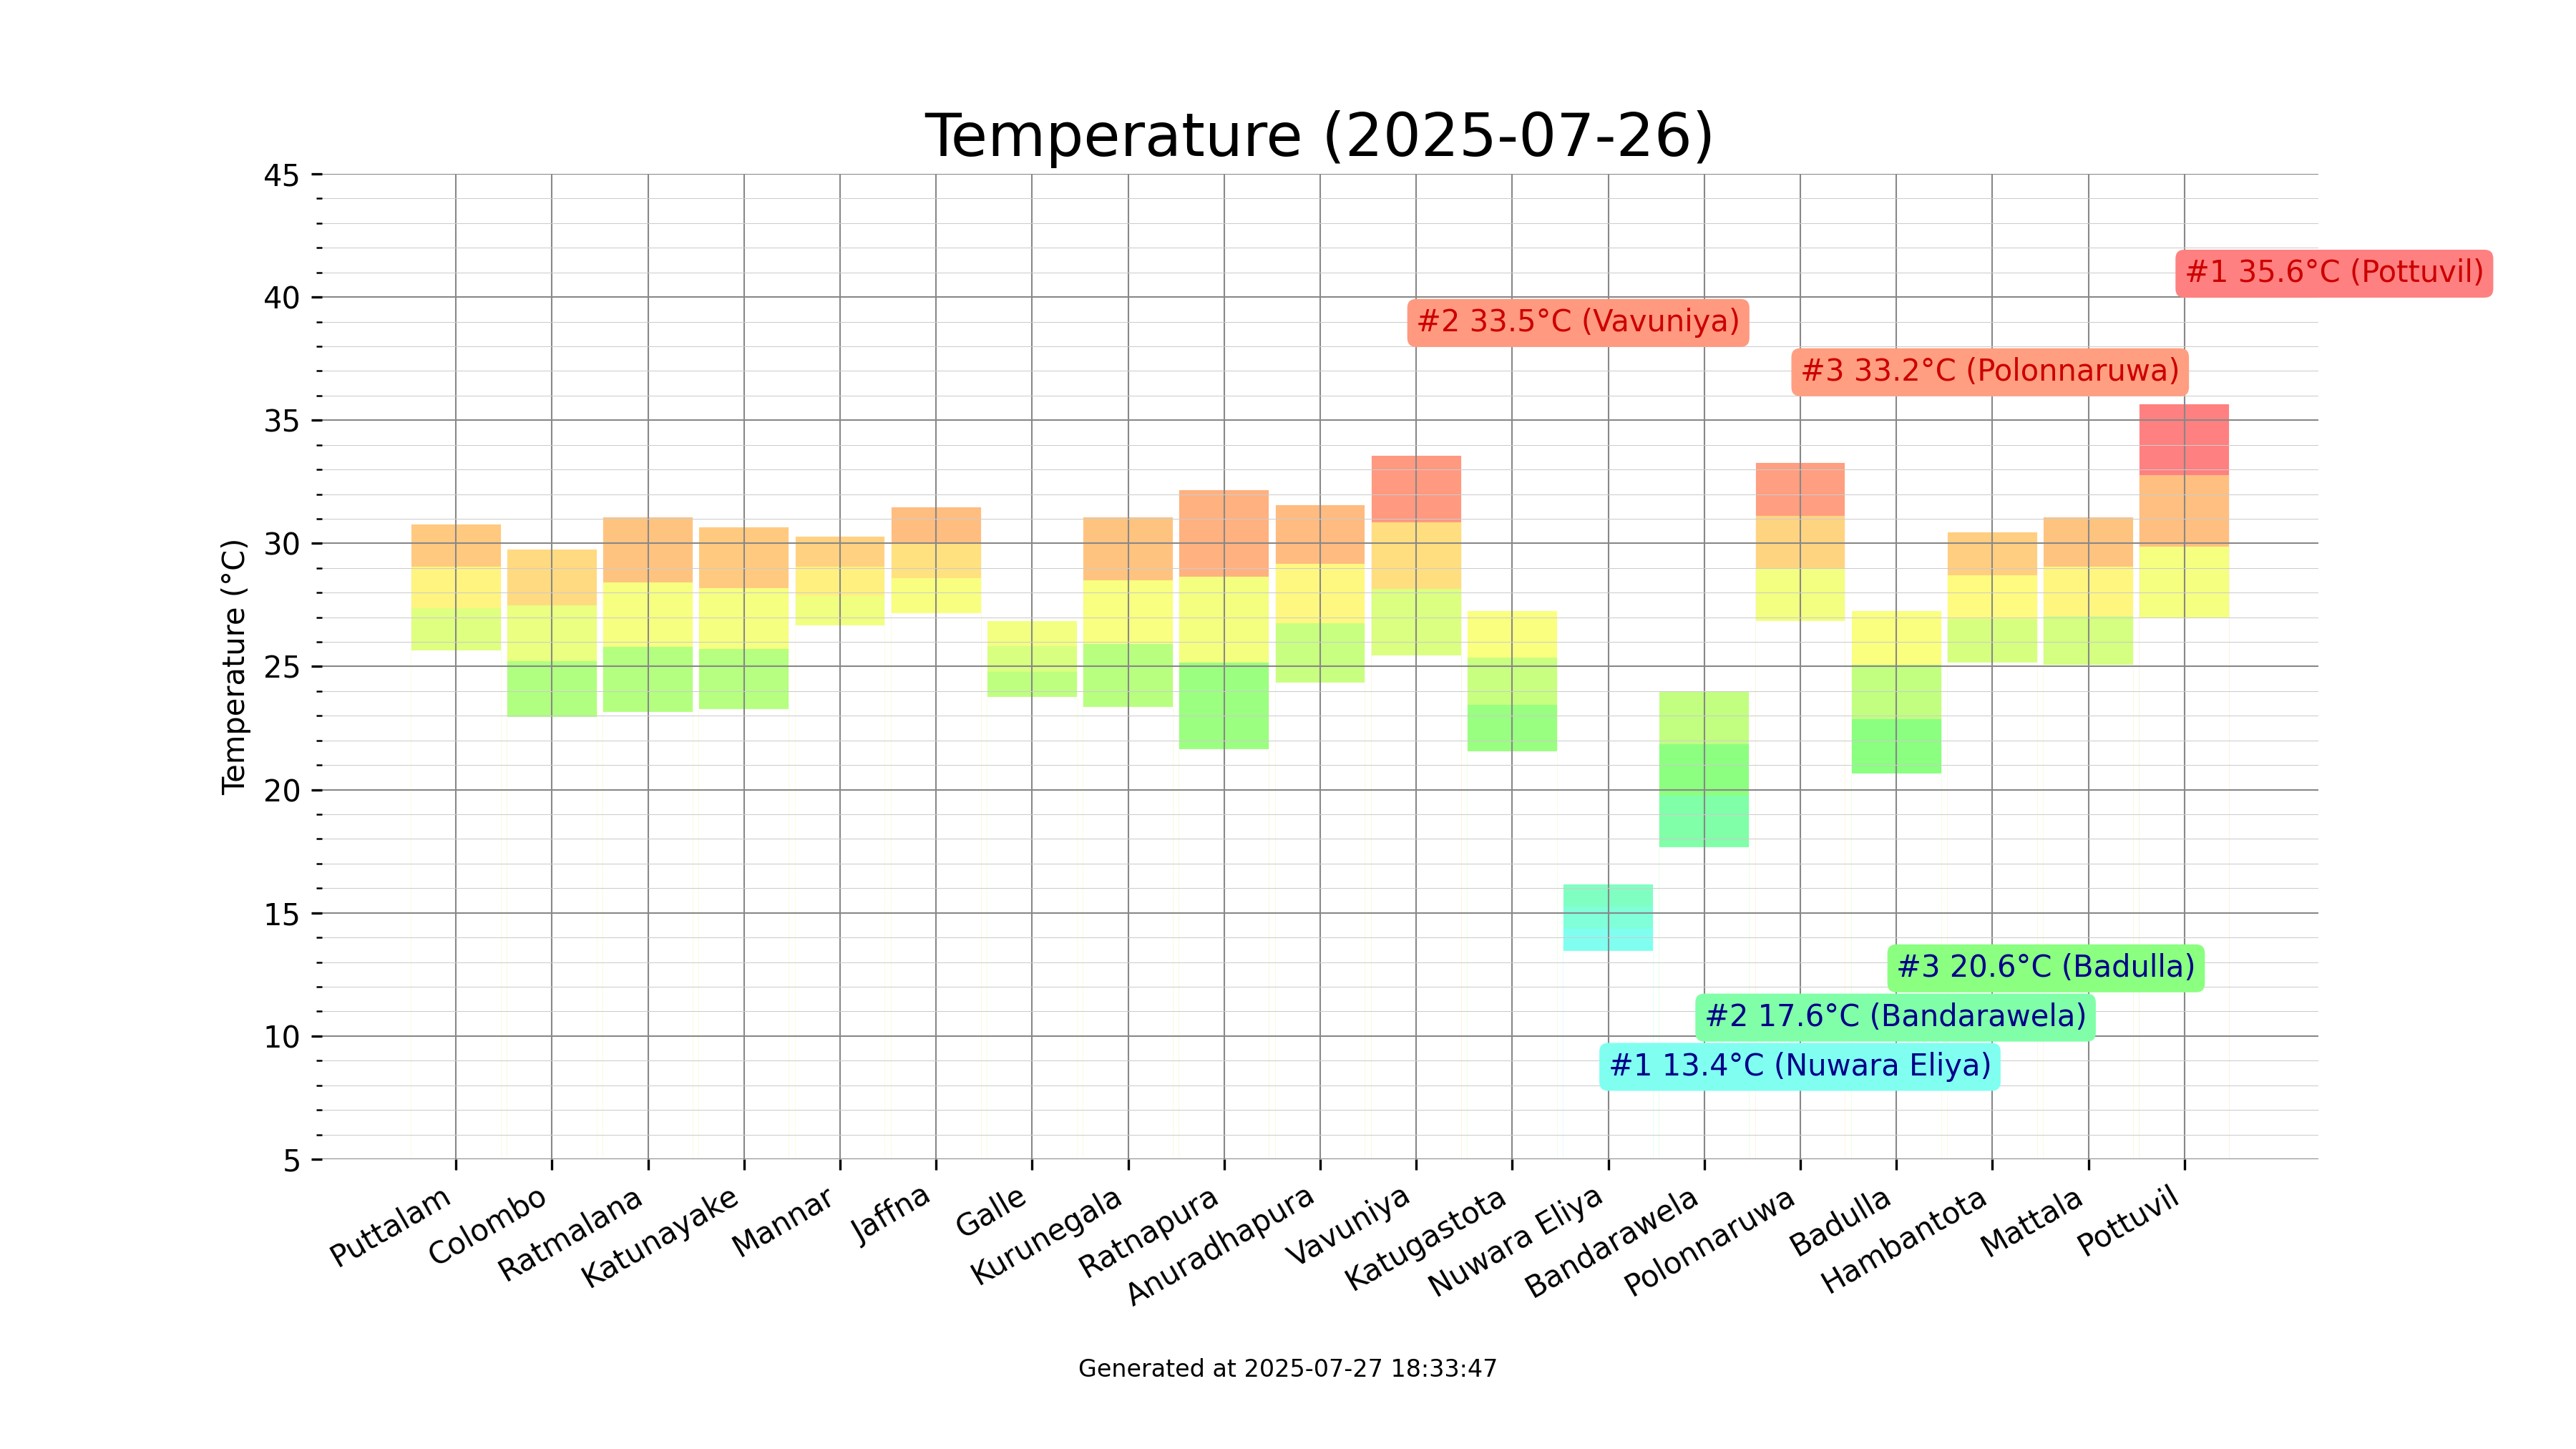 Temperature (2025-07-26)
45
40
35
30
25
20
15
10
5
Temperature (°C)
#1 35.6°C (Pottuvil)
#2 33.5°C (Vavuniya)
#3 33.2°C (Polonnaruwa)
#3 20.6°C (Badulla)
#2 17.6°C (Bandarawela)
#1 13.4°C (Nuwara Eliya)
Puttalam
Colombo
Ratmalana
Katunayake
Mannar
Jaffna
Galle
Kurunegala
Ratnapura
Anuradhapura
Vavuniya
Katugastota
Nuwara Eliya
Bandarawela
Polonnaruwa
Badulla
Hambantota
Mattala
Pottuvil
Generated at 2025-07-27 18:33:47